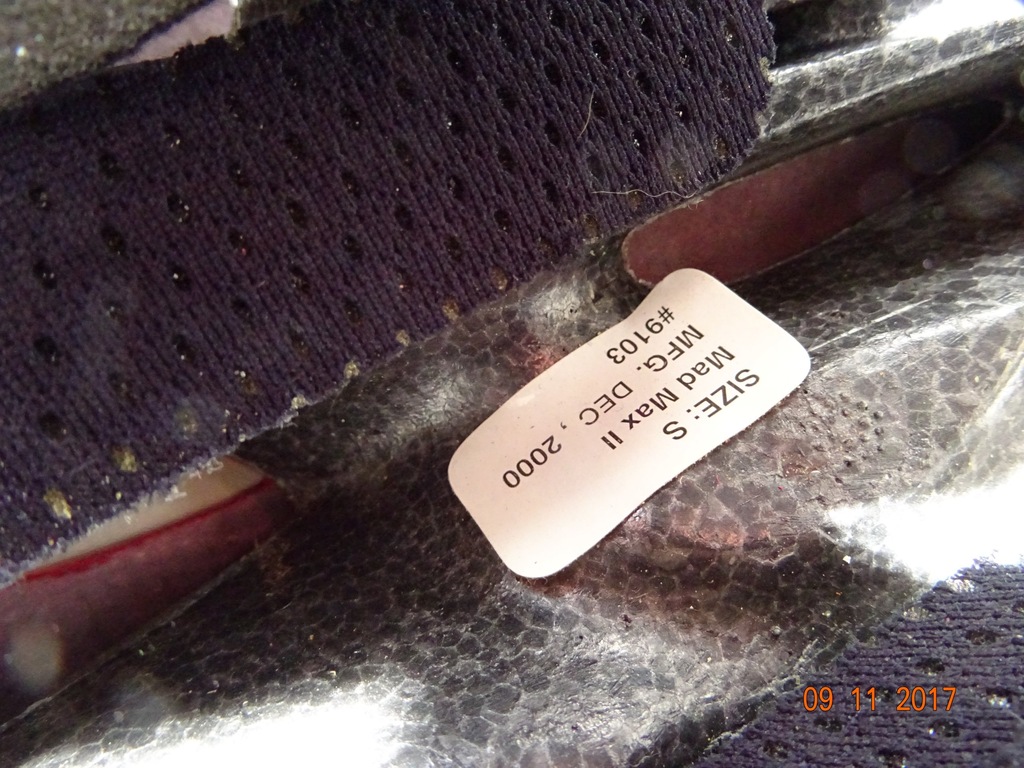 SIZE: S
Mad Max II
MFG. DEC , 2000
#9103
09 11 2017